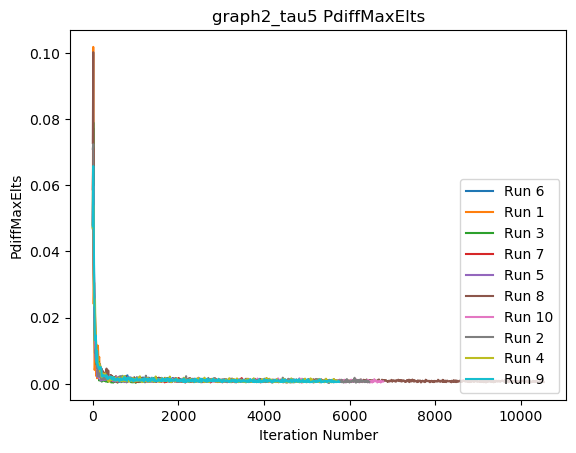 graph2_tau5 PdiffMaxElts
0.10
0.08
0.06
0.04
0.02
0.00
PdiffMaxElts
0
2000
4000
6000
8000
10000
Iteration Number
Run 6
Run 1
Run 3
Run 7
Run 5
Run 8
Run 10
Run 2
Run 4
Run 9